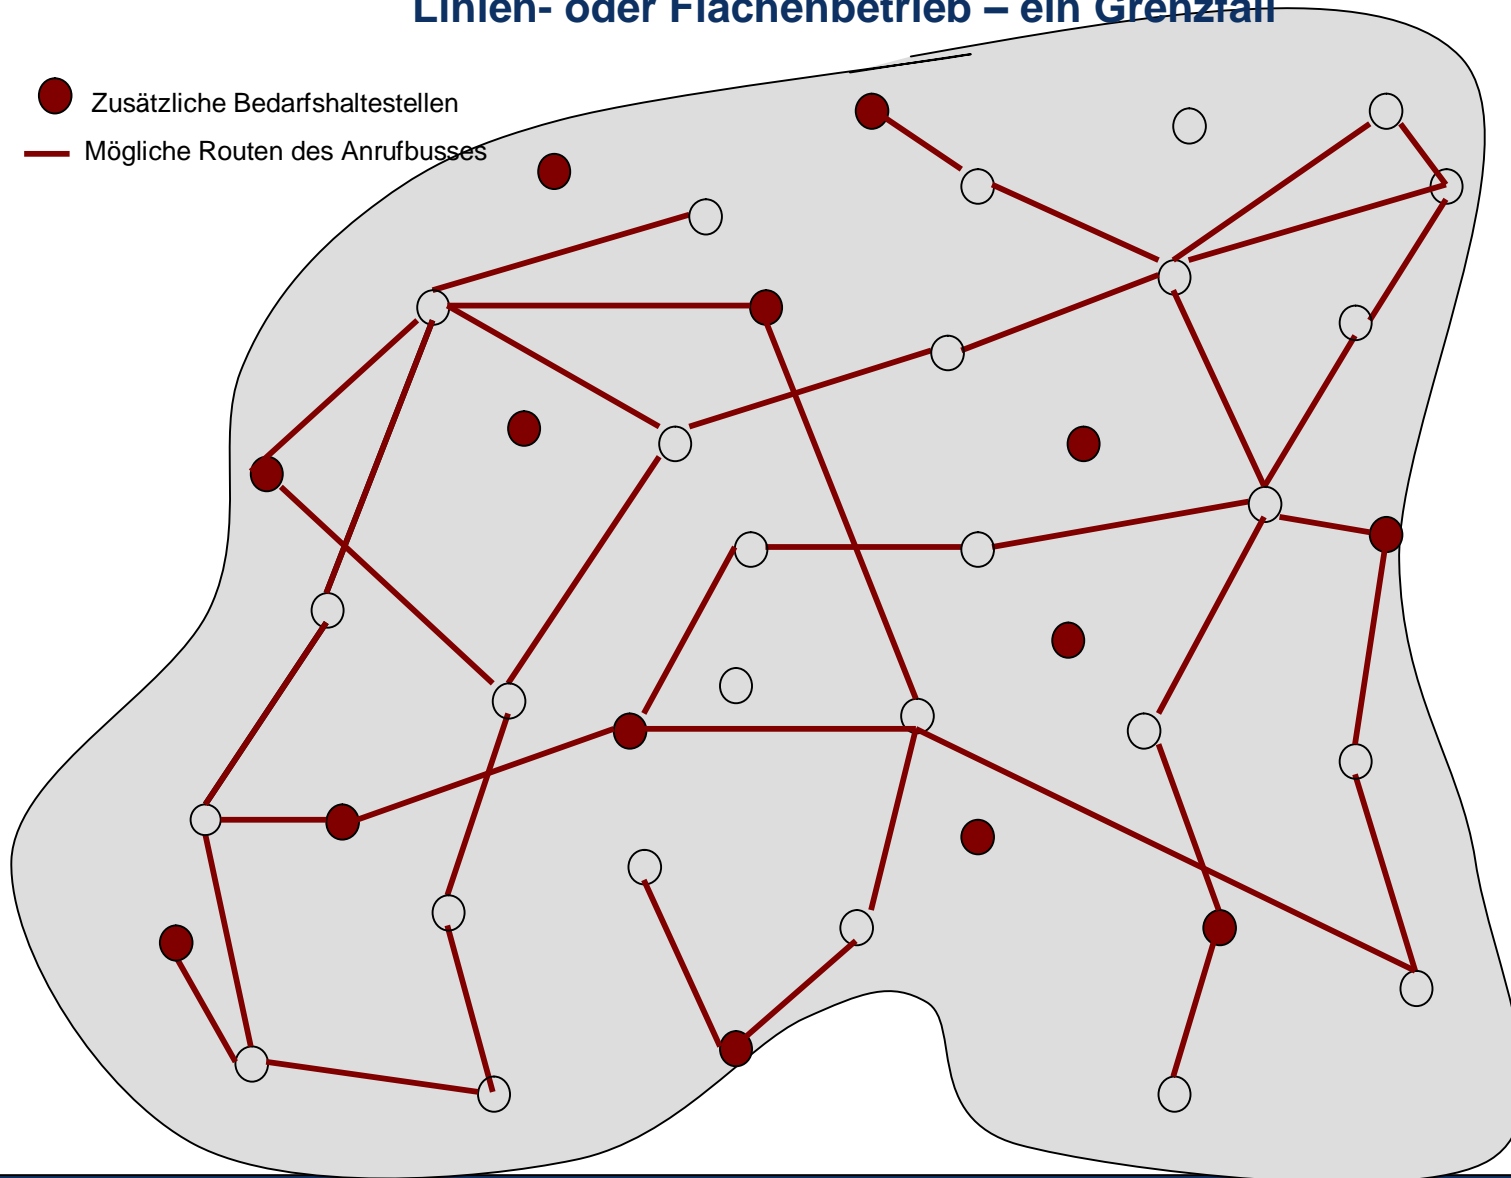 Linien- oder Flächenbetrieb – ein Grenzfall
Zusätzliche Bedarfshaltestellen
Mögliche Routen des Anrufbusses